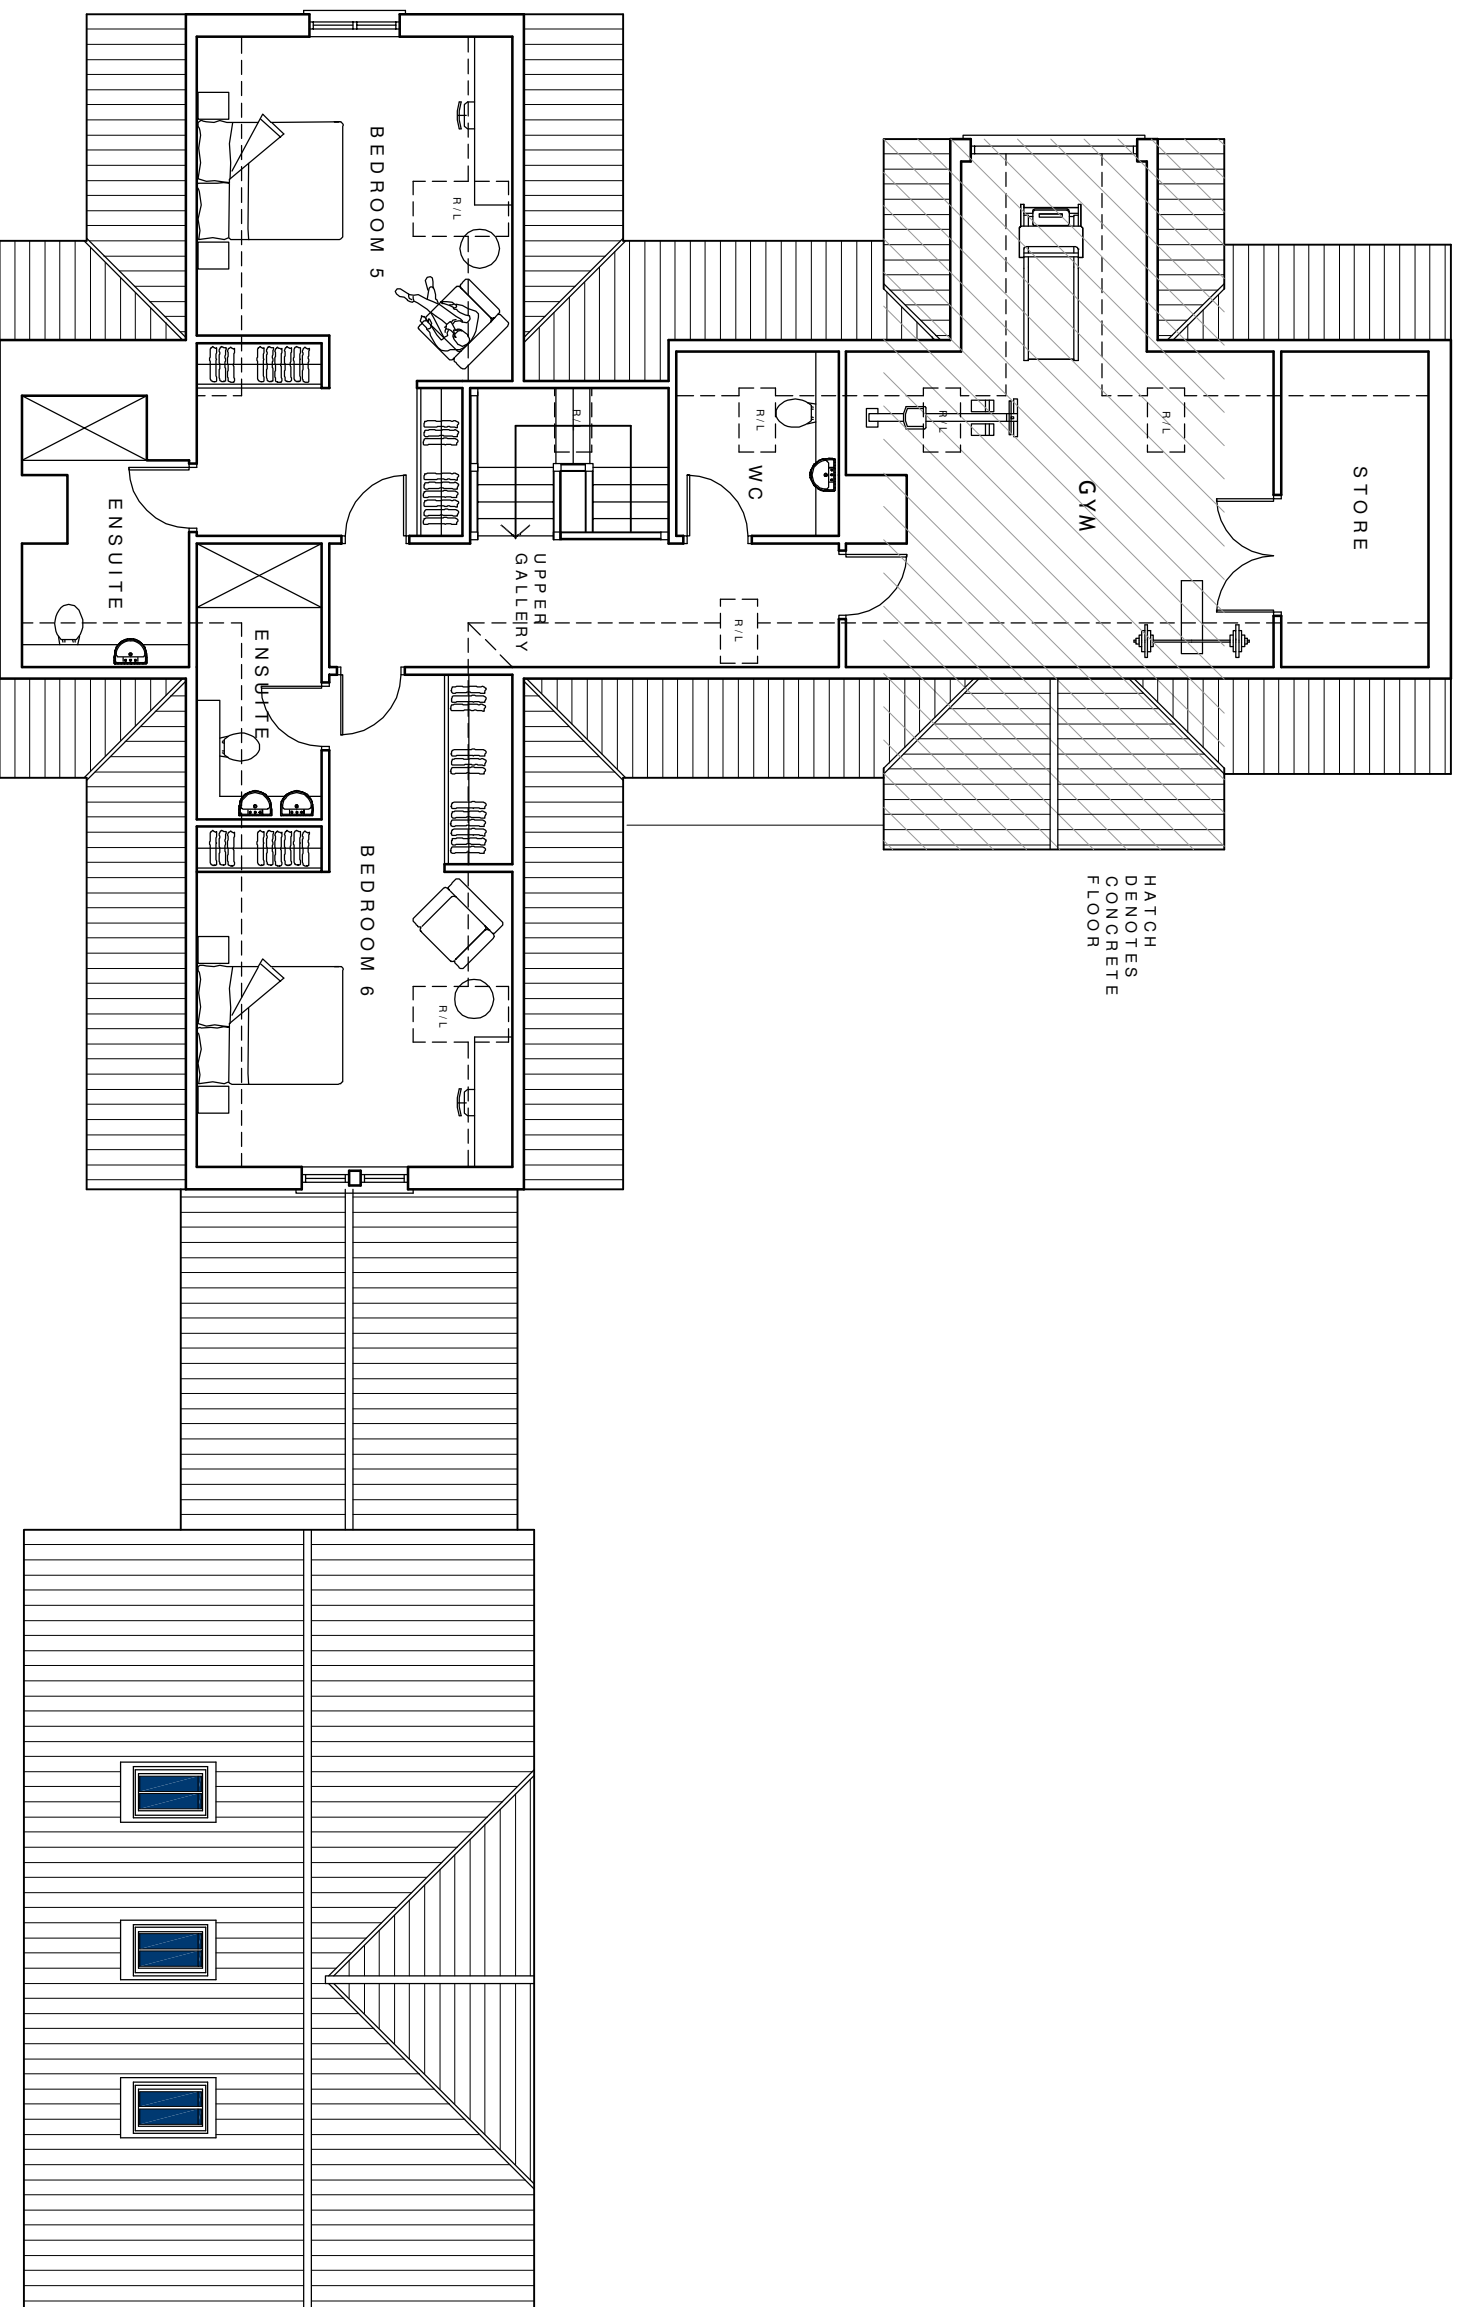 STORE
GYM
R/L
R/L
HATCH
DENOTES
CONCRETE
FLOOR
WC
R/L
R/L
R/L
UPPER
GALLERY
BEDROOM 5
R/L
BEDROOM 6
R/L
ENSUITE
ENSUITE